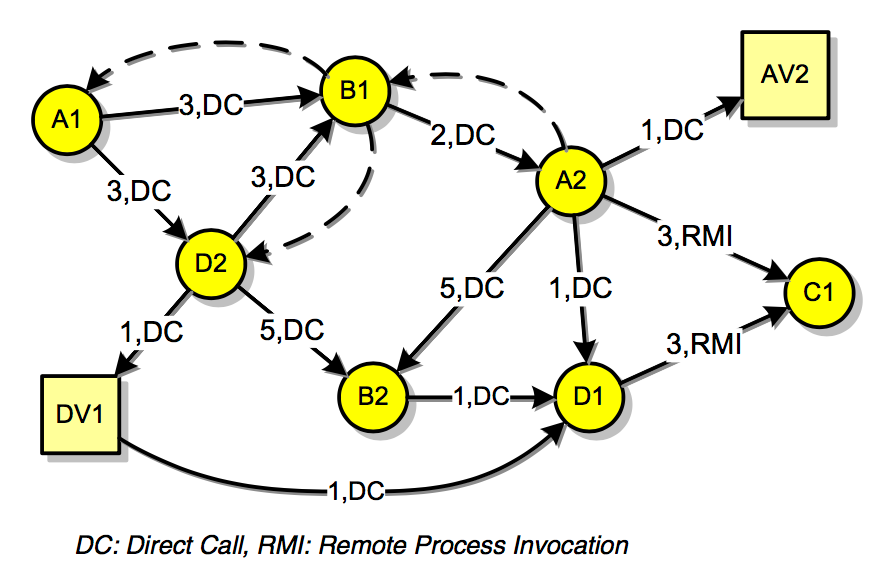 AV2
B1
3,DC
A1
2,DC
1,DC
3,DC
3,DC
A2
3,RMI
D2
5,DC
1,DC
C1
1,DC
5,DC
3,RMI
B2
1,DC
D1
DV1
1,DC
DC: Direct Call, RMI: Remote Process Invocation